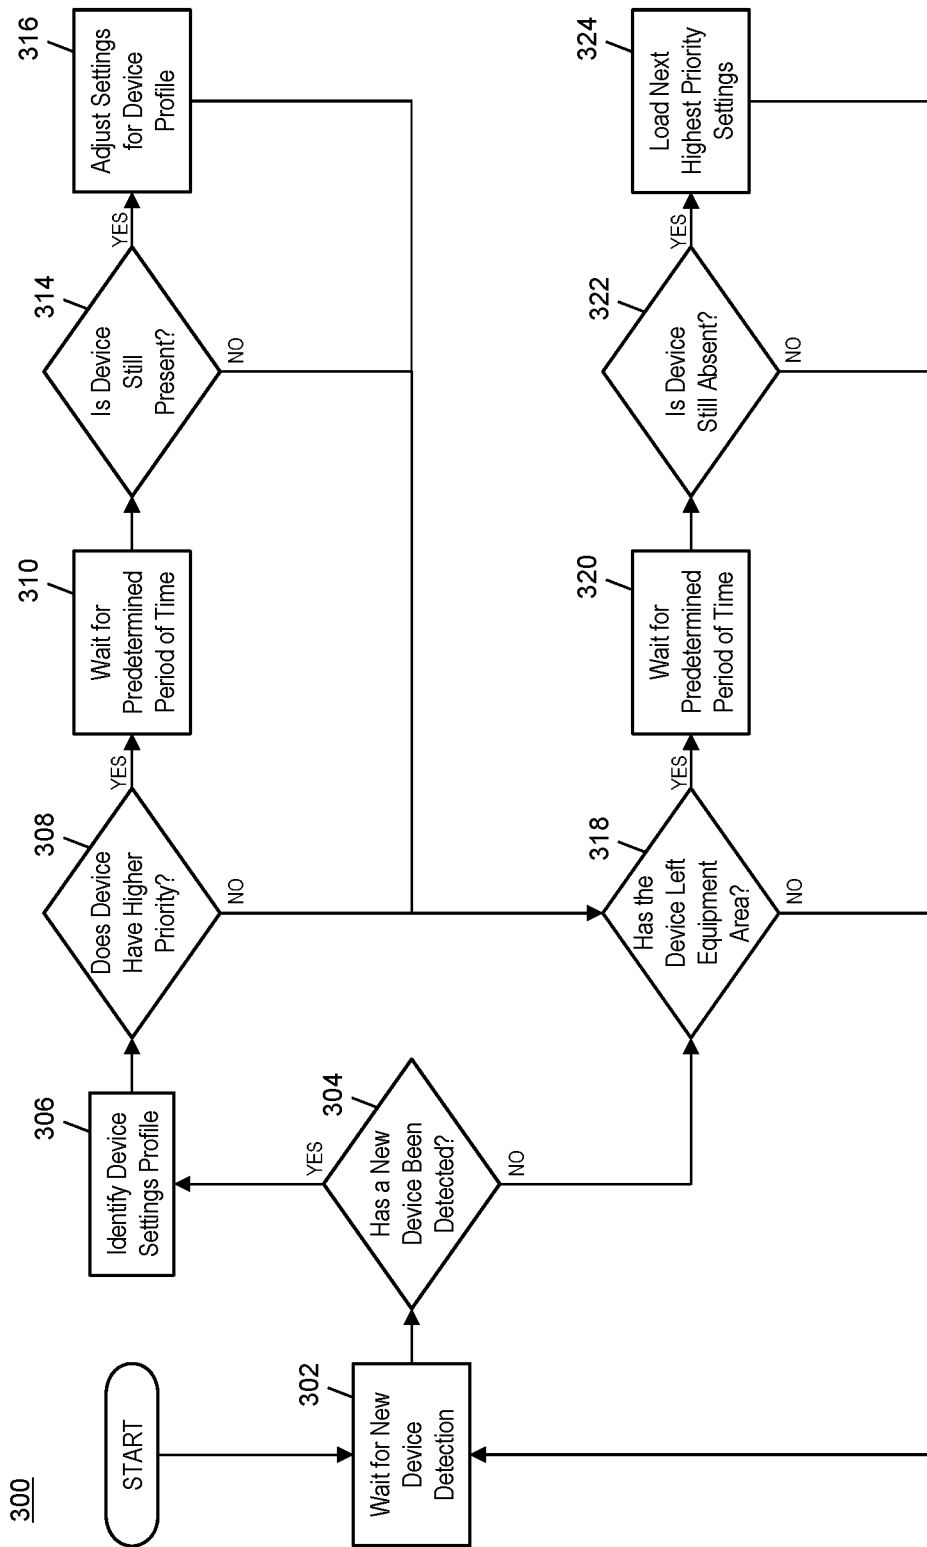 300
START
302
Wait for New
Device
Detection
304
Has a New
Device Been
Detected?
YES
NO
306
Identify Device
Settings Profile
308
Does Device
Have Higher
Priority?
YES
NO
310
Wait for
Predetermined
Period of Time
314
Is Device
Still
Present?
YES
NO
316
Adjust Settings
for Device
Profile
318
Has the
Device Left
Equipment
Area?
YES
NO
320
Wait for
Predetermined
Period of Time
322
Is Device
Still Absent?
YES
NO
324
Load Next
Highest Priority
Settings